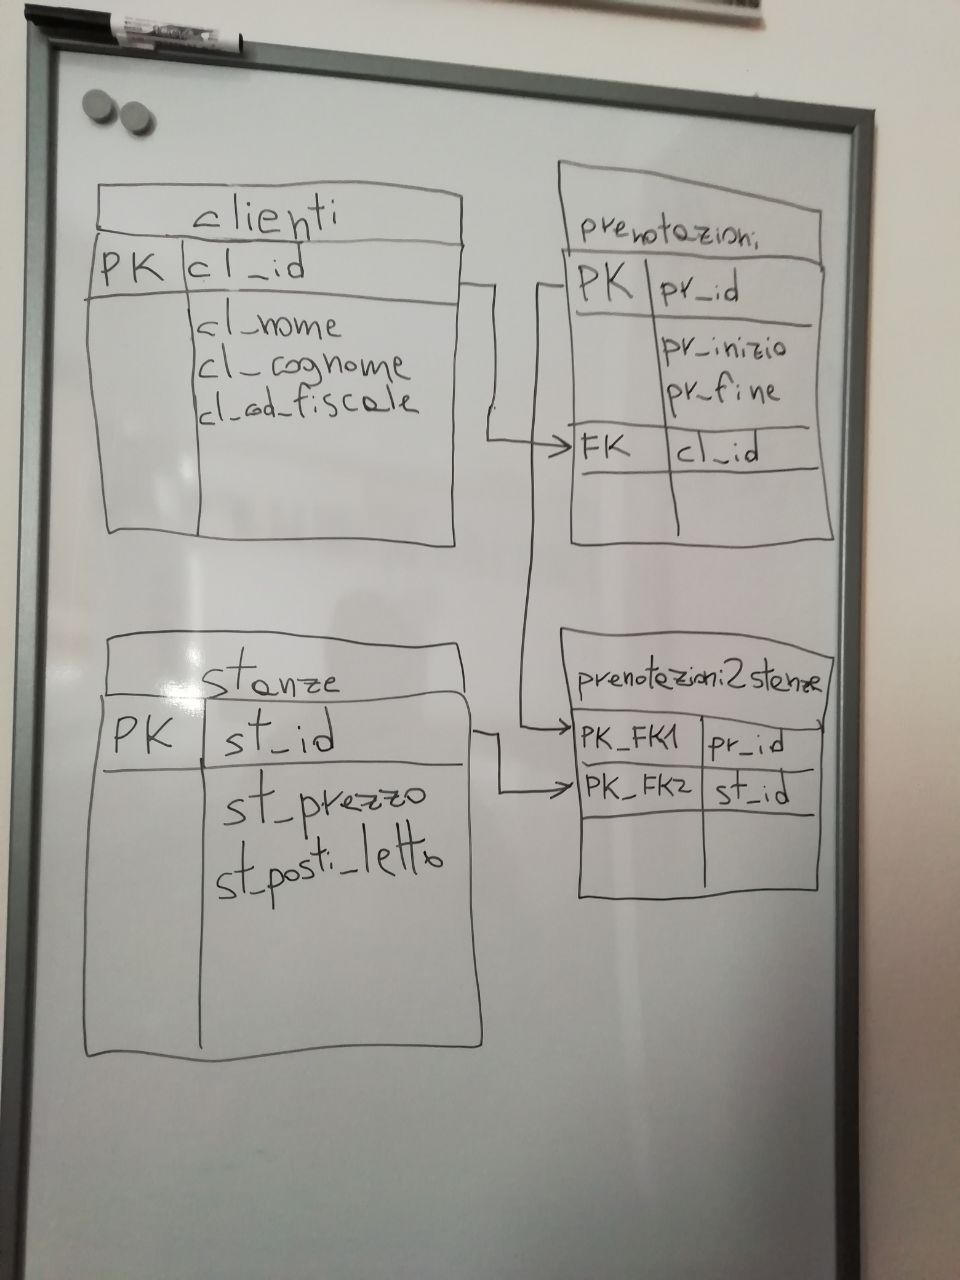 clienti
PK cl_id
cl_nome
cl_cognome
cl_cod_fiscale
prenotazioni
PK pr_id
pr_inizio
pr_fine
FK cl_id
stanze
PK st_id
st_prezzo
st_posti_letto
prenotazioni2stanze
PK_FK1 pr_id
PK_FK2 st_id